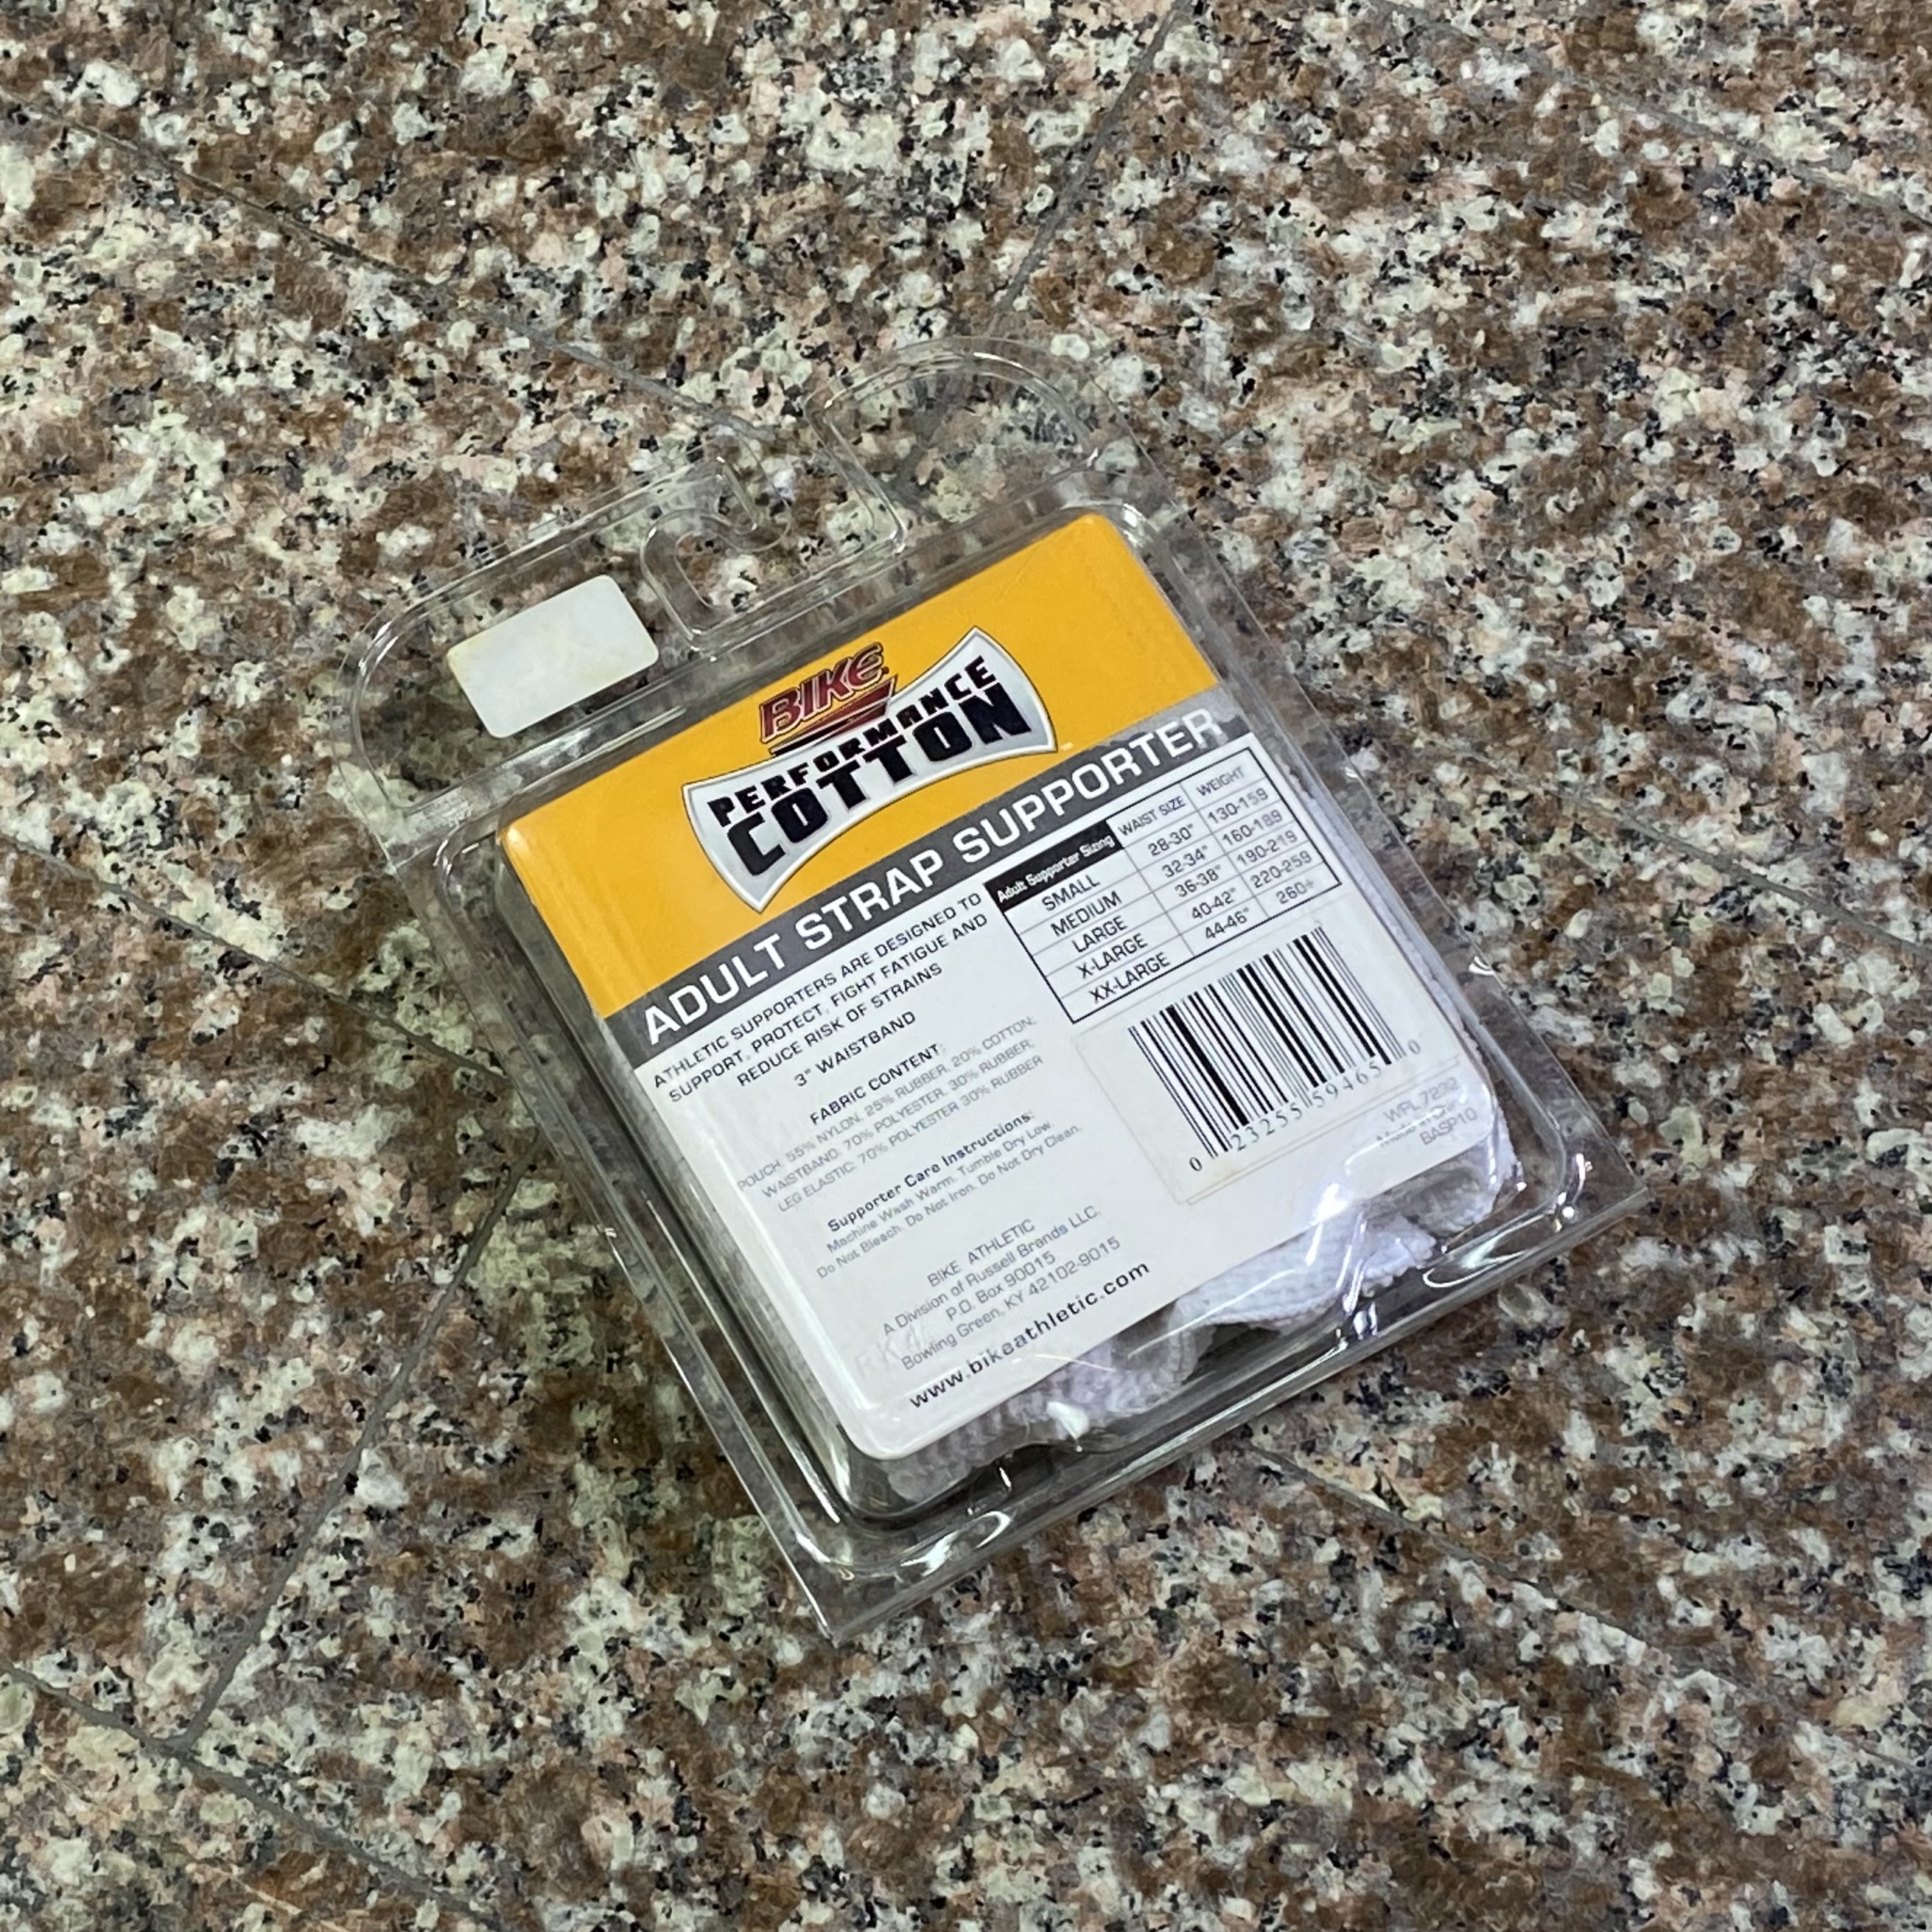 BIKE
PERFORMANCE
COTTON
ADULT STRAP SUPPORTER
ATHLETIC SUPPORTERS ARE DESIGNED TO
SUPPORT, PROTECT, FIGHT FATIGUE AND
REDUCE RISK OF STRAINS
3" WAISTBAND
FABRIC CONTENT:
POUCH: 55% NYLON, 25% RUBBER, 20% COTTON;
WAISTBAND: 70% POLYESTER, 30% RUBBER;
LEG ELASTIC: 70% POLYESTER 30% RUBBER
Supporter Care Instructions:
Machine Wash Warm. Tumble Dry Low.
Do Not Bleach. Do Not Iron. Do Not Dry Clean.
BIKE ATHLETIC
A Division of Russell Brands LLC.
P.O. Box 90015
Bowling Green, KY 42102-9015
www.bikeathletic.com
Adult Supporter Sizing WAIST SIZE WEIGHT
SMALL 28-30" 130-159
MEDIUM 32-34" 160-189
LARGE 36-38" 190-219
X-LARGE 40-42" 220-259
XX-LARGE 44-46" 260+
0 23255 59465 0
WPL 7232
Made in
BASP10